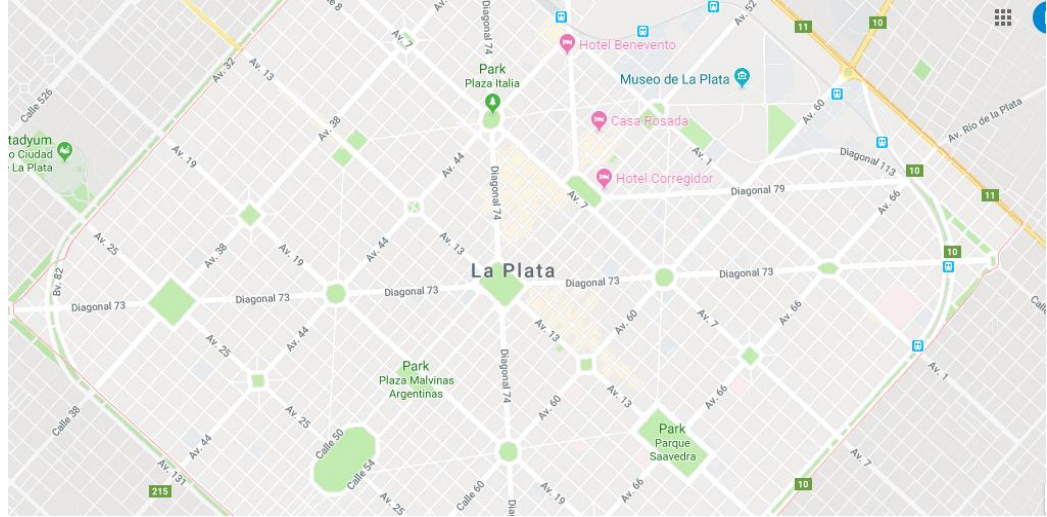 Calle 8
Diagonal 74
Av. 52
11
10
Av. 7
Hotel Benevento
Av. 32
Av. 13
Park
Plaza Italia
Museo de La Plata
Calle 526
Av. 60
Av. Río de la Plata
Casa Rosada
Av. 38
tadyum
o Ciudad
La Plata
Av. 19
Av. 44
Av. 1
Diagonal 113
10
Hotel Corregidor
Diagonal 79
11
Diagonal 74
Av. 7
Av. 66
Av. 25
Av. 38
Av. 19
Av. 44
Av. 13
10
La Plata
Bv. 82
Diagonal 73
Diagonal 73
Diagonal 73
Diagonal 73
Diagonal 73
Av. 60
Av. 7
Av. 66
Av. 13
Av. 25
Av. 44
Diagonal 74
Av. 1
Park
Plaza Malvinas
Argentinas
Av. 60
Av. 13
Av. 66
Calle 38
Av. 25
Av. 44
Calle 50
Calle 54
Park
Parque
Saavedra
Av. 7
Av. 131
215
Calle 60
Av. 19
Av. 66
10